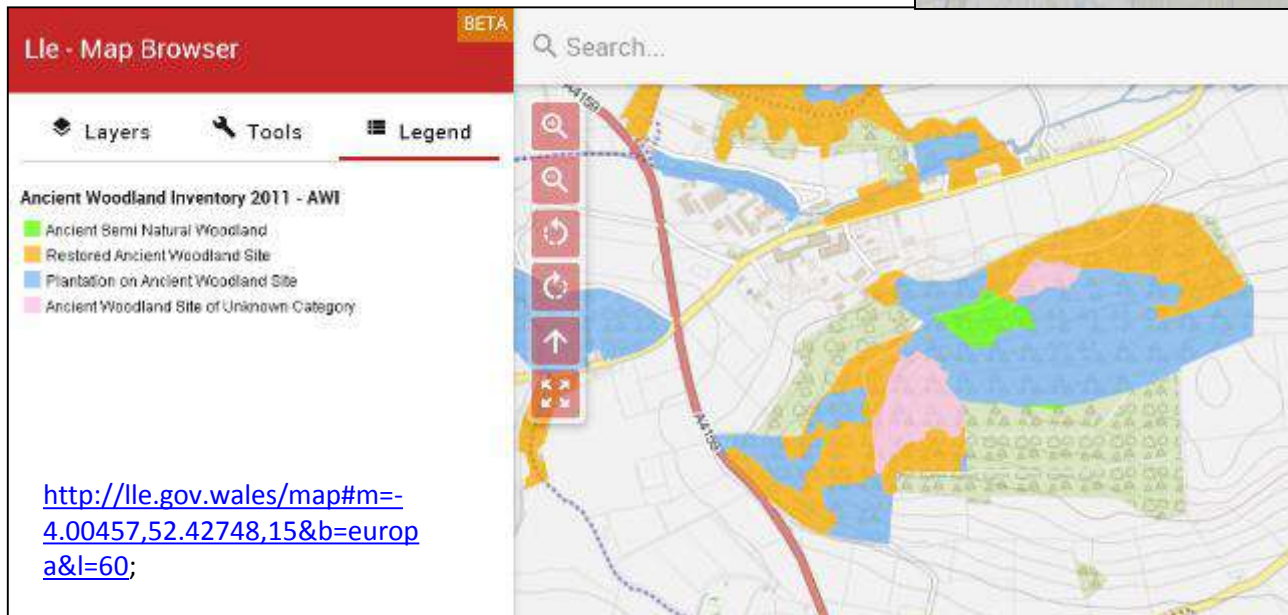 BETA
Lle - Map Browser
Search...
Layers Tools Legend
Ancient Woodland Inventory 2011 - AWI
Ancient Semi Natural Woodland
Restored Ancient Woodland Site
Plantation on Ancient Woodland Site
Ancient Woodland Site of Unknown Category
http://lle.gov.wales/map#m=-
4.00457,52.42748,15&b=europ
a&l=60;
A4159
A4159